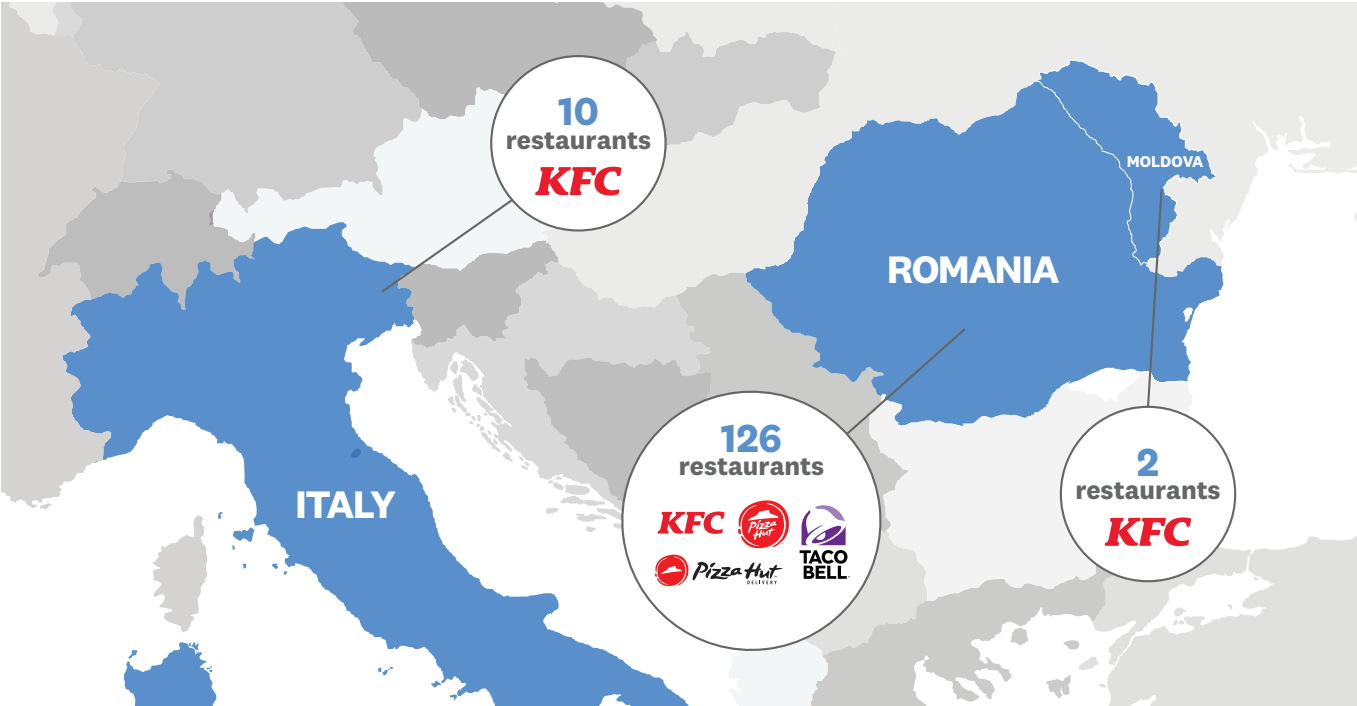 10
restaurants
KFC
MOLDOVA
ROMANIA
126
restaurants
KFC
Pizza
Hut
Pizza Hut
DELIVERY
TACO
BELL
ITALY
2
restaurants
KFC